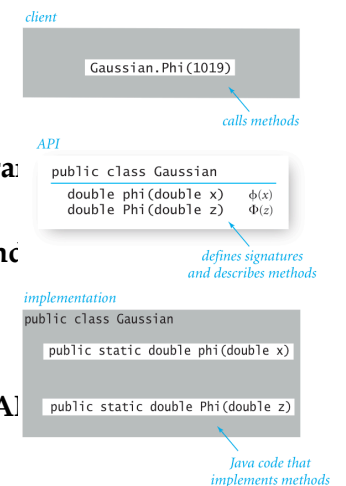 client
Gaussian.Phi(1019)
calls methods
API
public class Gaussian
double phi(double x) ϕ(x)
double Phi(double z) Φ(z)
defines signatures
and describes methods
implementation
public class Gaussian
public static double phi(double x)
public static double Phi(double z)
Java code that
implements methods